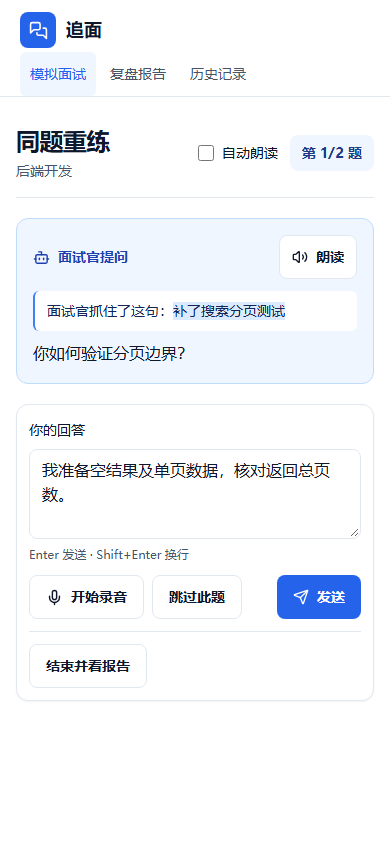 追面
模拟面试 复盘报告 历史记录
同题重练
后端开发
自动朗读
第 1/2 题
面试官提问
朗读
面试官抓住了这句：补了搜索分页测试
你如何验证分页边界？
你的回答
我准备空结果及单页数据，核对返回总页
数。
Enter 发送 · Shift+Enter 换行
开始录音 跳过此题 发送
结束并看报告